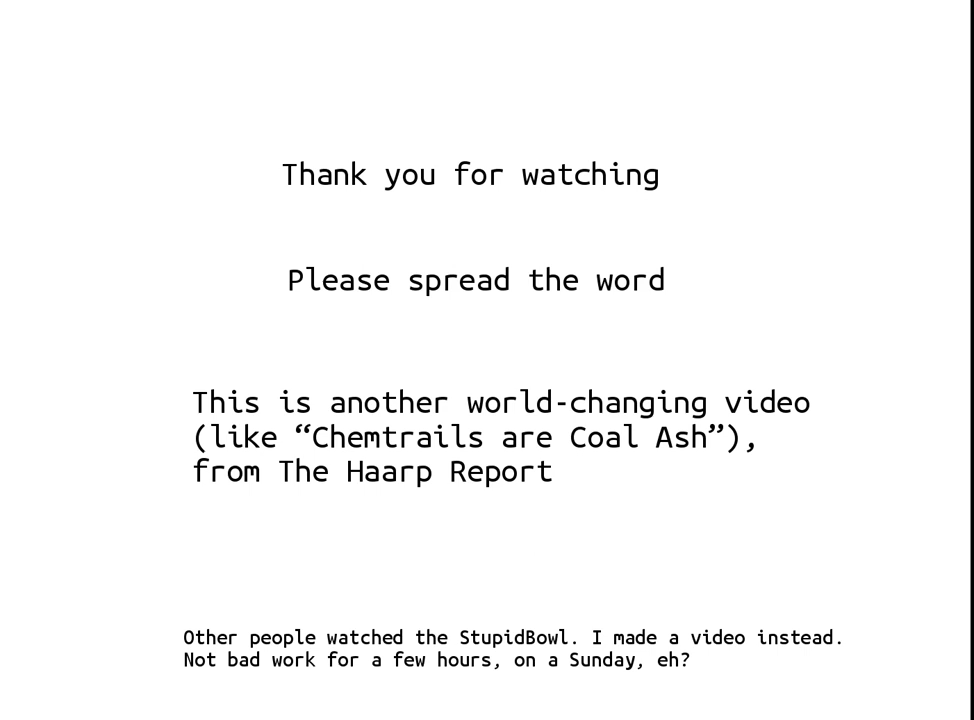 Thank you for watching
Please spread the word
This is another world-changing video
(like “Chemtrails are Coal Ash”),
from The Haarp Report
Other people watched the StupidBowl. I made a video instead.
Not bad work for a few hours, on a Sunday, eh?